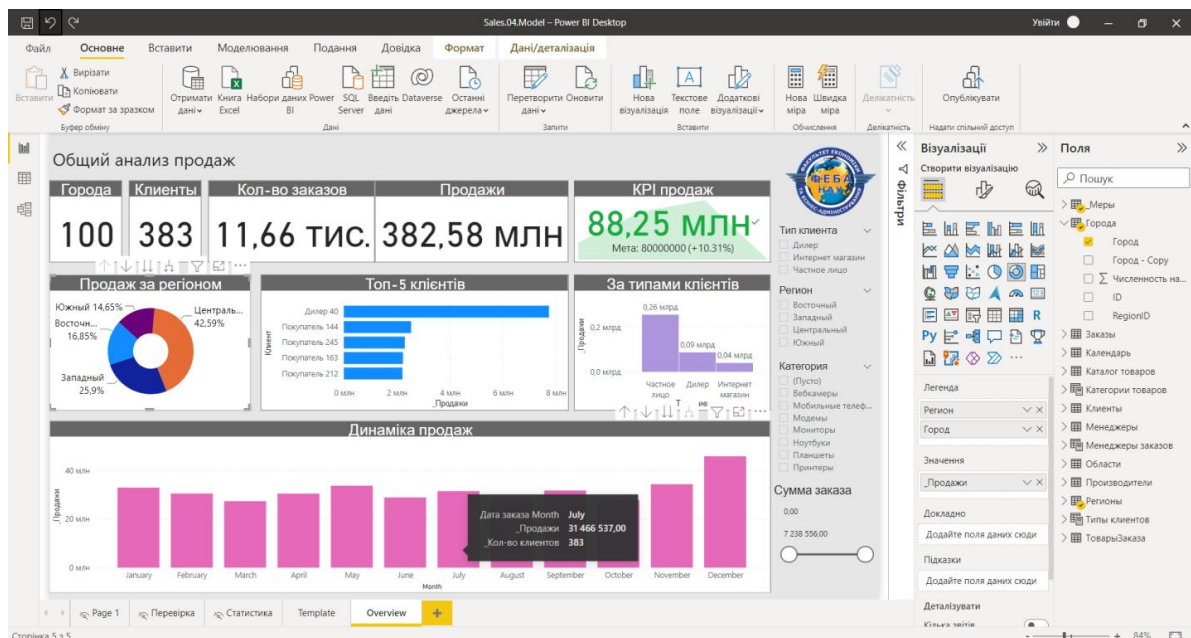 Sales.04.Model – Power BI Desktop
Увійти
Файл Основне Вставити Моделювання Подання Довідка Формат Дані/деталізація
Вставити
Вирізати
Копіювати
Формат за зразком
Буфер обміну
Отримати дані
Книга Excel
Набори даних Power BI
SQL Server
Введіть дані
Dataverse
Останні джерела
Дані
Перетворити дані
Оновити
Запити
Нова візуалізація
Текстове поле
Додаткові візуалізації
Вставити
Нова міра
Швидка міра
Обчислення
Делікатність
Делікатність
Опублікувати
Надати спільний доступ
Общий анализ продаж
ФЕБА
НАУ
Города
100
Клиенты
383
Кол-во заказов
11,66 тис.
Продажи
382,58 млн
KPI продаж
88,25 млн
Мета: 80000000 (+10.31%)
Продаж за регіоном
Южный 14,65%
Восточн...
16,85%
Западный
25,9%
Централь...
42,59%
Топ-5 клієнтів
Клиент
Дилер 40
Покупатель 144
Покупатель 245
Покупатель 163
Покупатель 212
0 млн 2 млн 4 млн 6 млн 8 млн
_Продажи
За типами клієнтів
_Продажи
0,2 млрд
0,0 млрд
0,26 млрд
0,09 млрд
0,04 млрд
Частное лицо
Дилер
Интернет магазин
Динаміка продаж
_Продажи
40 млн
20 млн
0 млн
January February March April May June July August September October November December
Month
Дата заказа Month July
_Продажи 31 466 537,00
_Кол-во клиентов 383
Тип клиента
Дилер
Интернет магазин
Частное лицо
Регион
Восточный
Западный
Центральный
Южный
Категория
(Пусто)
Вебкамеры
Мобильные телеф...
Модемы
Мониторы
Ноутбуки
Планшеты
Принтеры
Сумма заказа
0,00
7 238 556,00
Фільтри
Візуалізації
Створити візуалізацію
Py
R
Легенда
Регион
Город
Значення
_Продажи
Докладно
Додайте поля даних сюди
Підказки
Додайте поля даних сюди
Деталізувати
Кілька звітів
Поля
Пошук
_Меры
Города
Город
Город - Copy
Численность на...
ID
RegionID
Заказы
Календарь
Каталог товаров
Категории товаров
Клиенты
Менеджеры
Менеджеры заказов
Области
Производители
Регионы
Типы клиентов
ТоварыЗаказа
Page 1 Перевірка Статистика Template Overview
Сторінка 5 з 5
84%